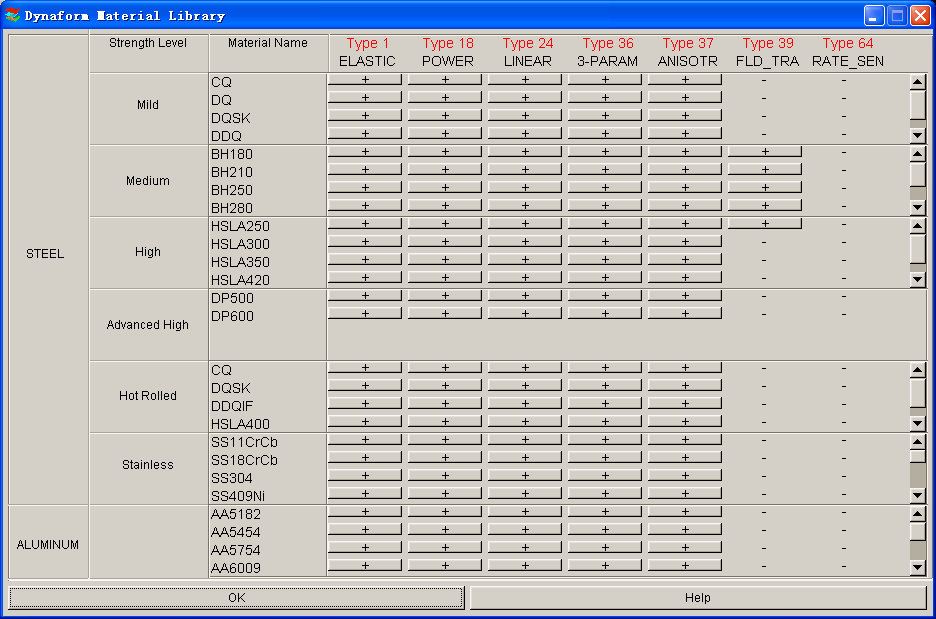 Dynaform Material Library
Strength Level Material Name Type 1 Type 18 Type 24 Type 36 Type 37 Type 39 Type 64
ELASTIC POWER LINEAR 3-PARAM ANISOTR FLD_TRA RATE_SEN
STEEL
Mild
CQ + + + + + - -
DQ + + + + + - -
DQSK + + + + + - -
DDQ + + + + + - -
Medium
BH180 + + + + + + -
BH210 + + + + + + -
BH250 + + + + + + -
BH280 + + + + + + -
High
HSLA250 + + + + + + -
HSLA300 + + + + + - -
HSLA350 + + + + + - -
HSLA420 + + + + + - -
Advanced High
DP500 + + + + + - -
DP600 + + + + + - -
Hot Rolled
CQ + + + + + - -
DQSK + + + + + - -
DDQIF + + + + + - -
HSLA400 + + + + + - -
Stainless
SS11CrCb + + + + + - -
SS18CrCb + + + + + - -
SS304 + + + + + - -
SS409Ni + + + + + - -
ALUMINUM
AA5182 + + + + + - -
AA5454 + + + + + - -
AA5754 + + + + + - -
AA6009 + + + + + - -
OK Help